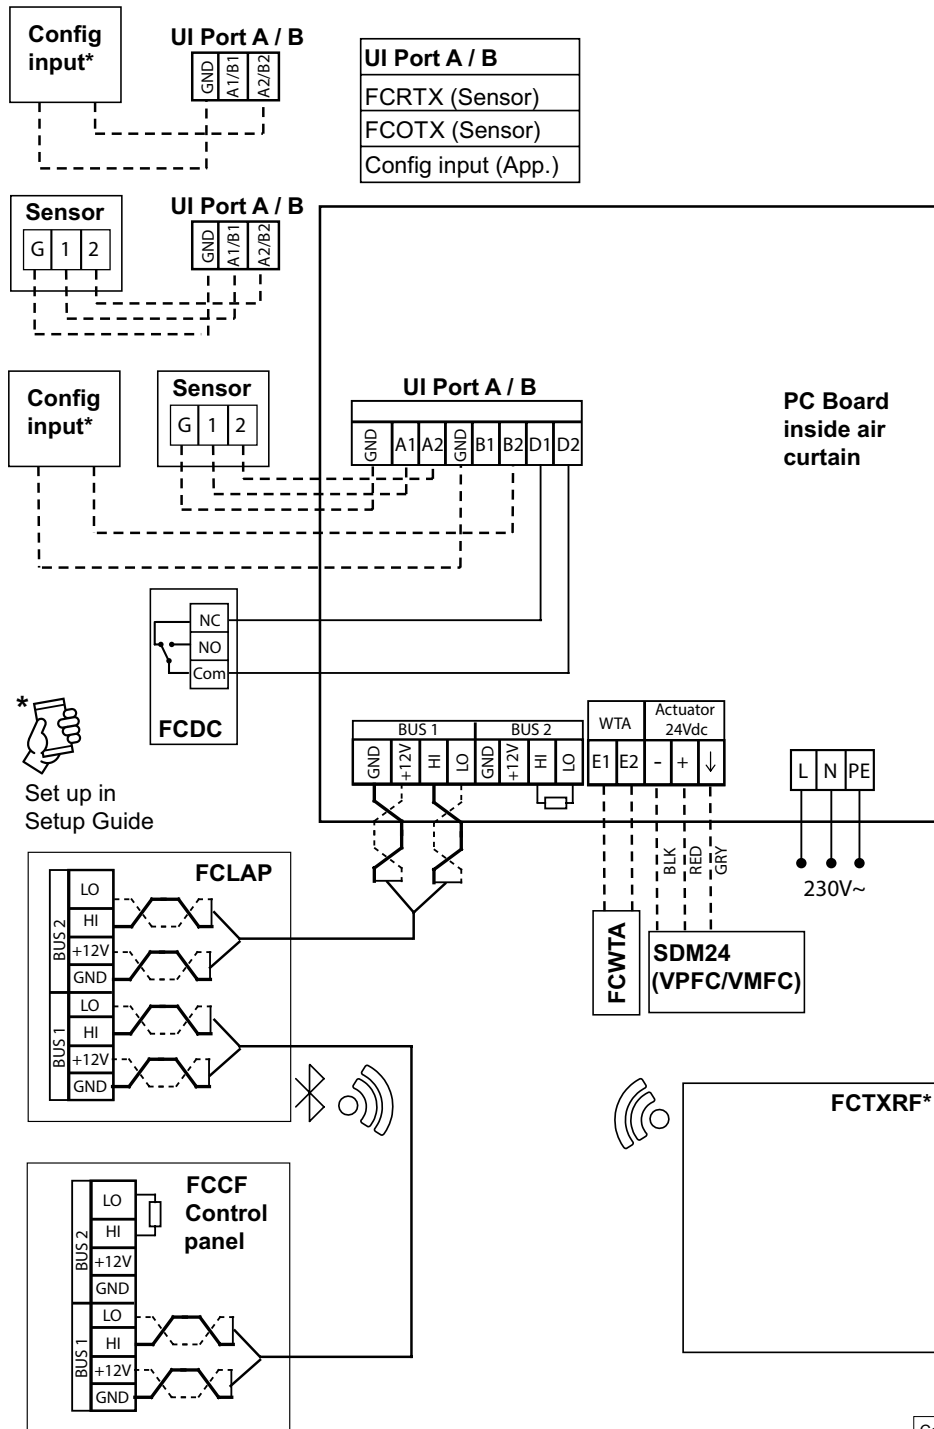 Config
input*
UI Port A / B
GND
A1/B1
A2/B2
UI Port A / B
FCRTX (Sensor)
FCOTX (Sensor)
Config input (App.)
Sensor
G 1 2
UI Port A / B
GND
A1/B1
A2/B2
Config
input*
Sensor
G 1 2
UI Port A / B
GND A1 A2 GND B1 B2 D1 D2
PC Board
inside air
curtain
NC
NO
Com
FCDC
*
Set up in
Setup Guide
BUS 1 BUS 2
GND +12V HI LO GND +12V HI LO
WTA
E1 E2
Actuator
24Vdc
- + ↓
L N PE
BLK
RED
GRY
230V~
FCWTA
SDM24
(VPFC/VMFC)
FCLAP
BUS 2
LO
HI
+12V
GND
BUS 1
LO
HI
+12V
GND
FCTXRF*
FCCF
Control
panel
BUS 2
LO
HI
+12V
GND
BUS 1
LO
HI
+12V
GND